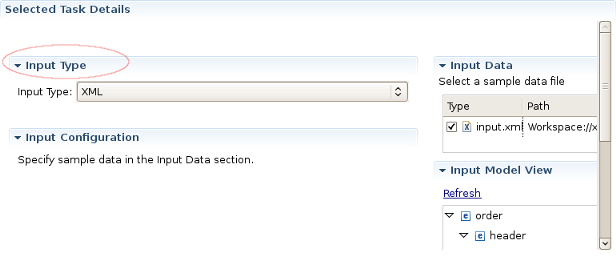 Selected Task Details
Input Type
Input Type: XML
Input Configuration
Specify sample data in the Input Data section.
Input Data
Select a sample data file
Type Path
input.xml Workspace://x
Input Model View
Refresh
e order
e header